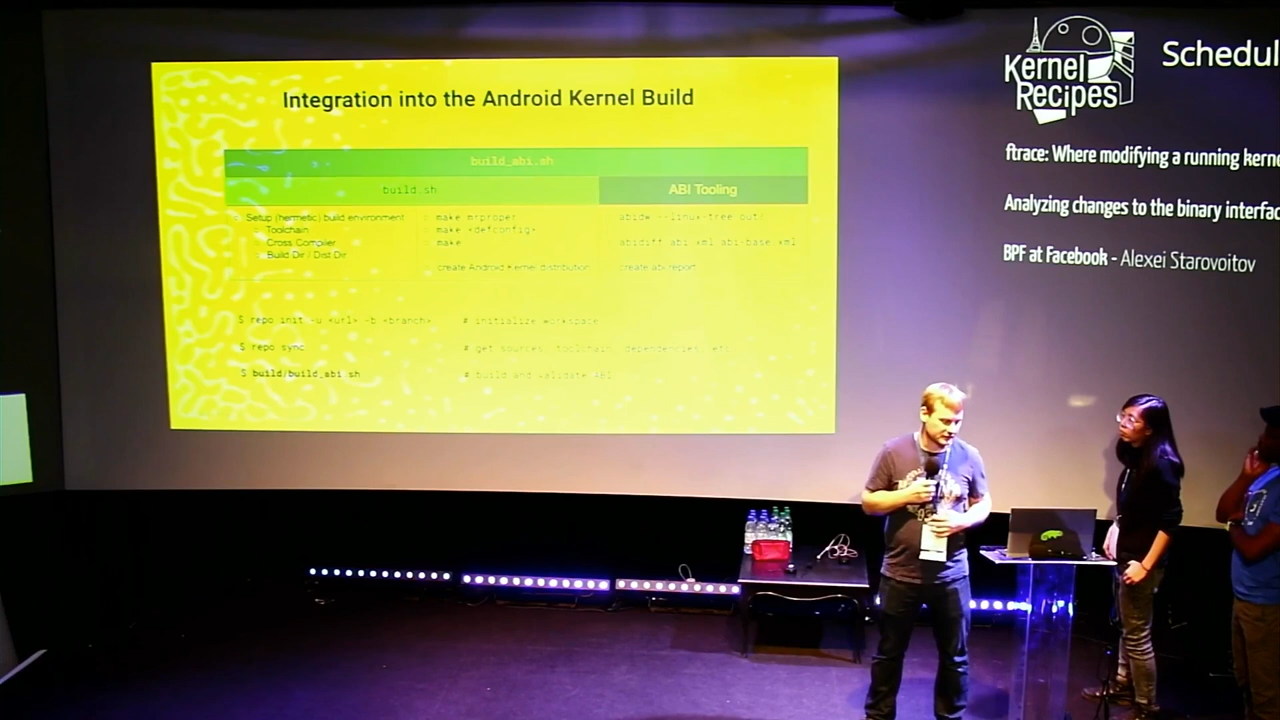 Integration into the Android Kernel Build
build_abi.sh
build.sh
ABI Tooling
Setup (hermetic) build environment
Toolchain
Cross Compiler
Build Dir / Dist Dir
make mrproper
make <defconfig>
make
create Android Kernel distribution
abidw --linux-tree out/
abidiff abi.xml abi-base.xml
create abi report
$ repo init -u <url> -b <branch> # initialize workspace
$ repo sync # get sources, toolchain, dependencies, etc
$ build/build_abi.sh # build and validate ABI
Kernel
Recipes
Schedul
ftrace: Where modifying a running kerne
Analyzing changes to the binary interfac
BPF at Facebook - Alexei Starovoitov